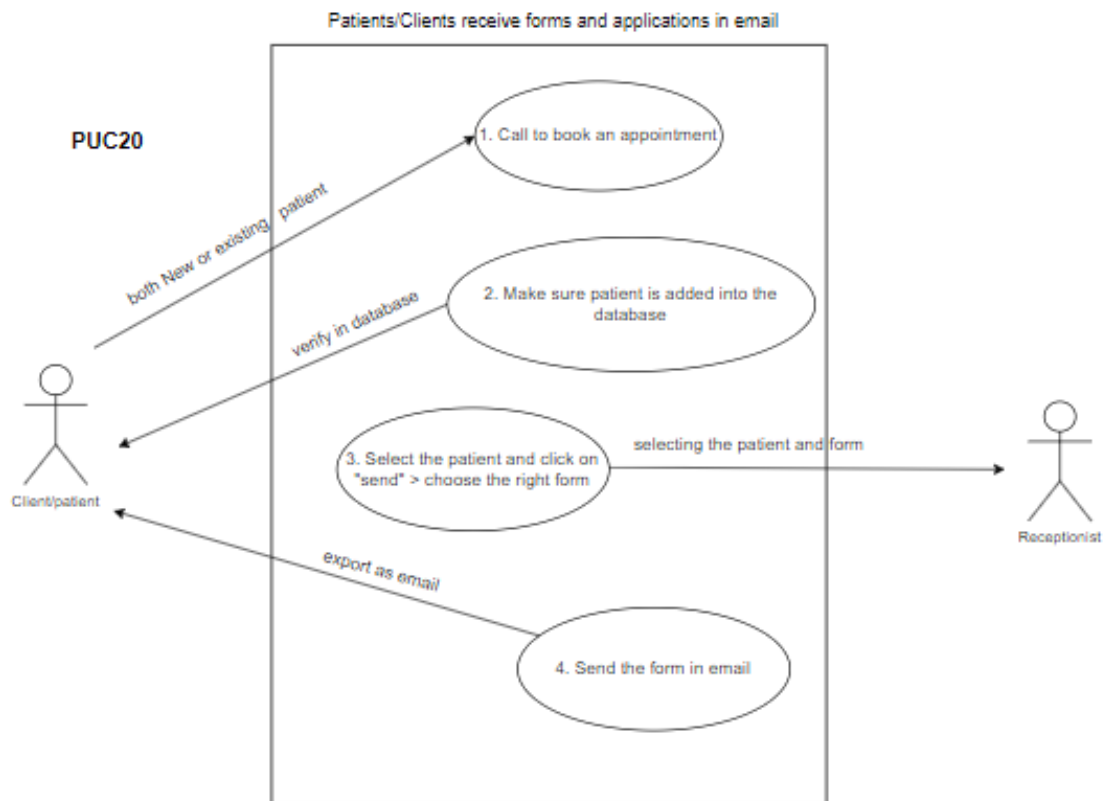 Patients/Clients receive forms and applications in email
PUC20
1. Call to book an appointment
both New or existing patient
2. Make sure patient is added into the
database
verify in database
3. Select the patient and click on
"send" > choose the right form
selecting the patient and form
Client/patient
Receptionist
export as email
4. Send the form in email